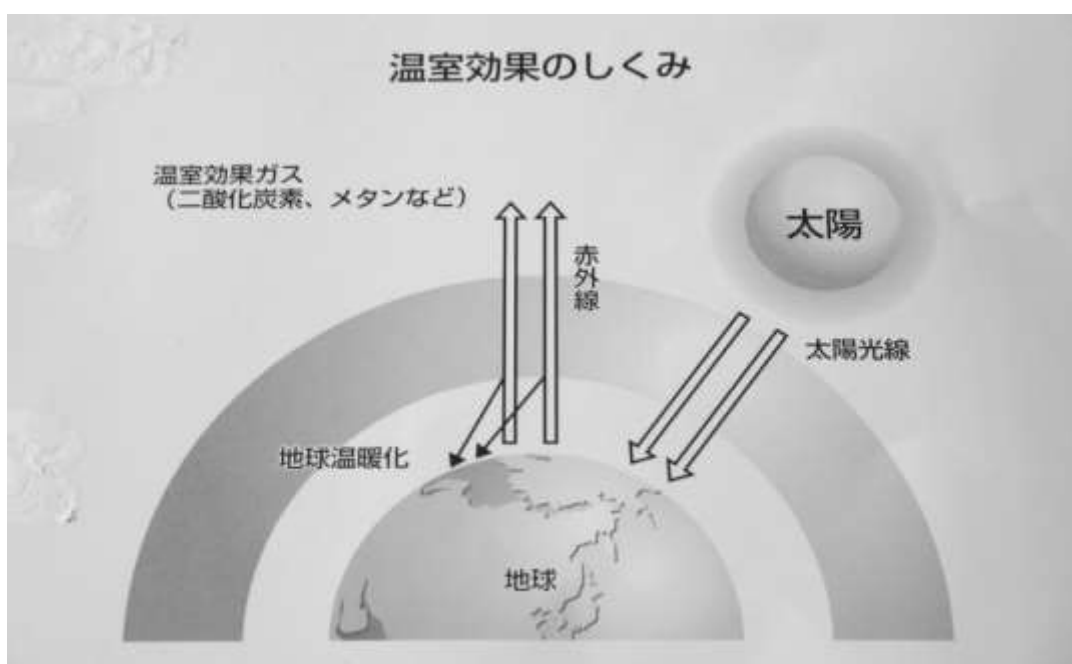 温室効果のしくみ
温室効果ガス
(二酸化炭素、メタンなど)
太陽
赤外線
太陽光線
地球温暖化
地球